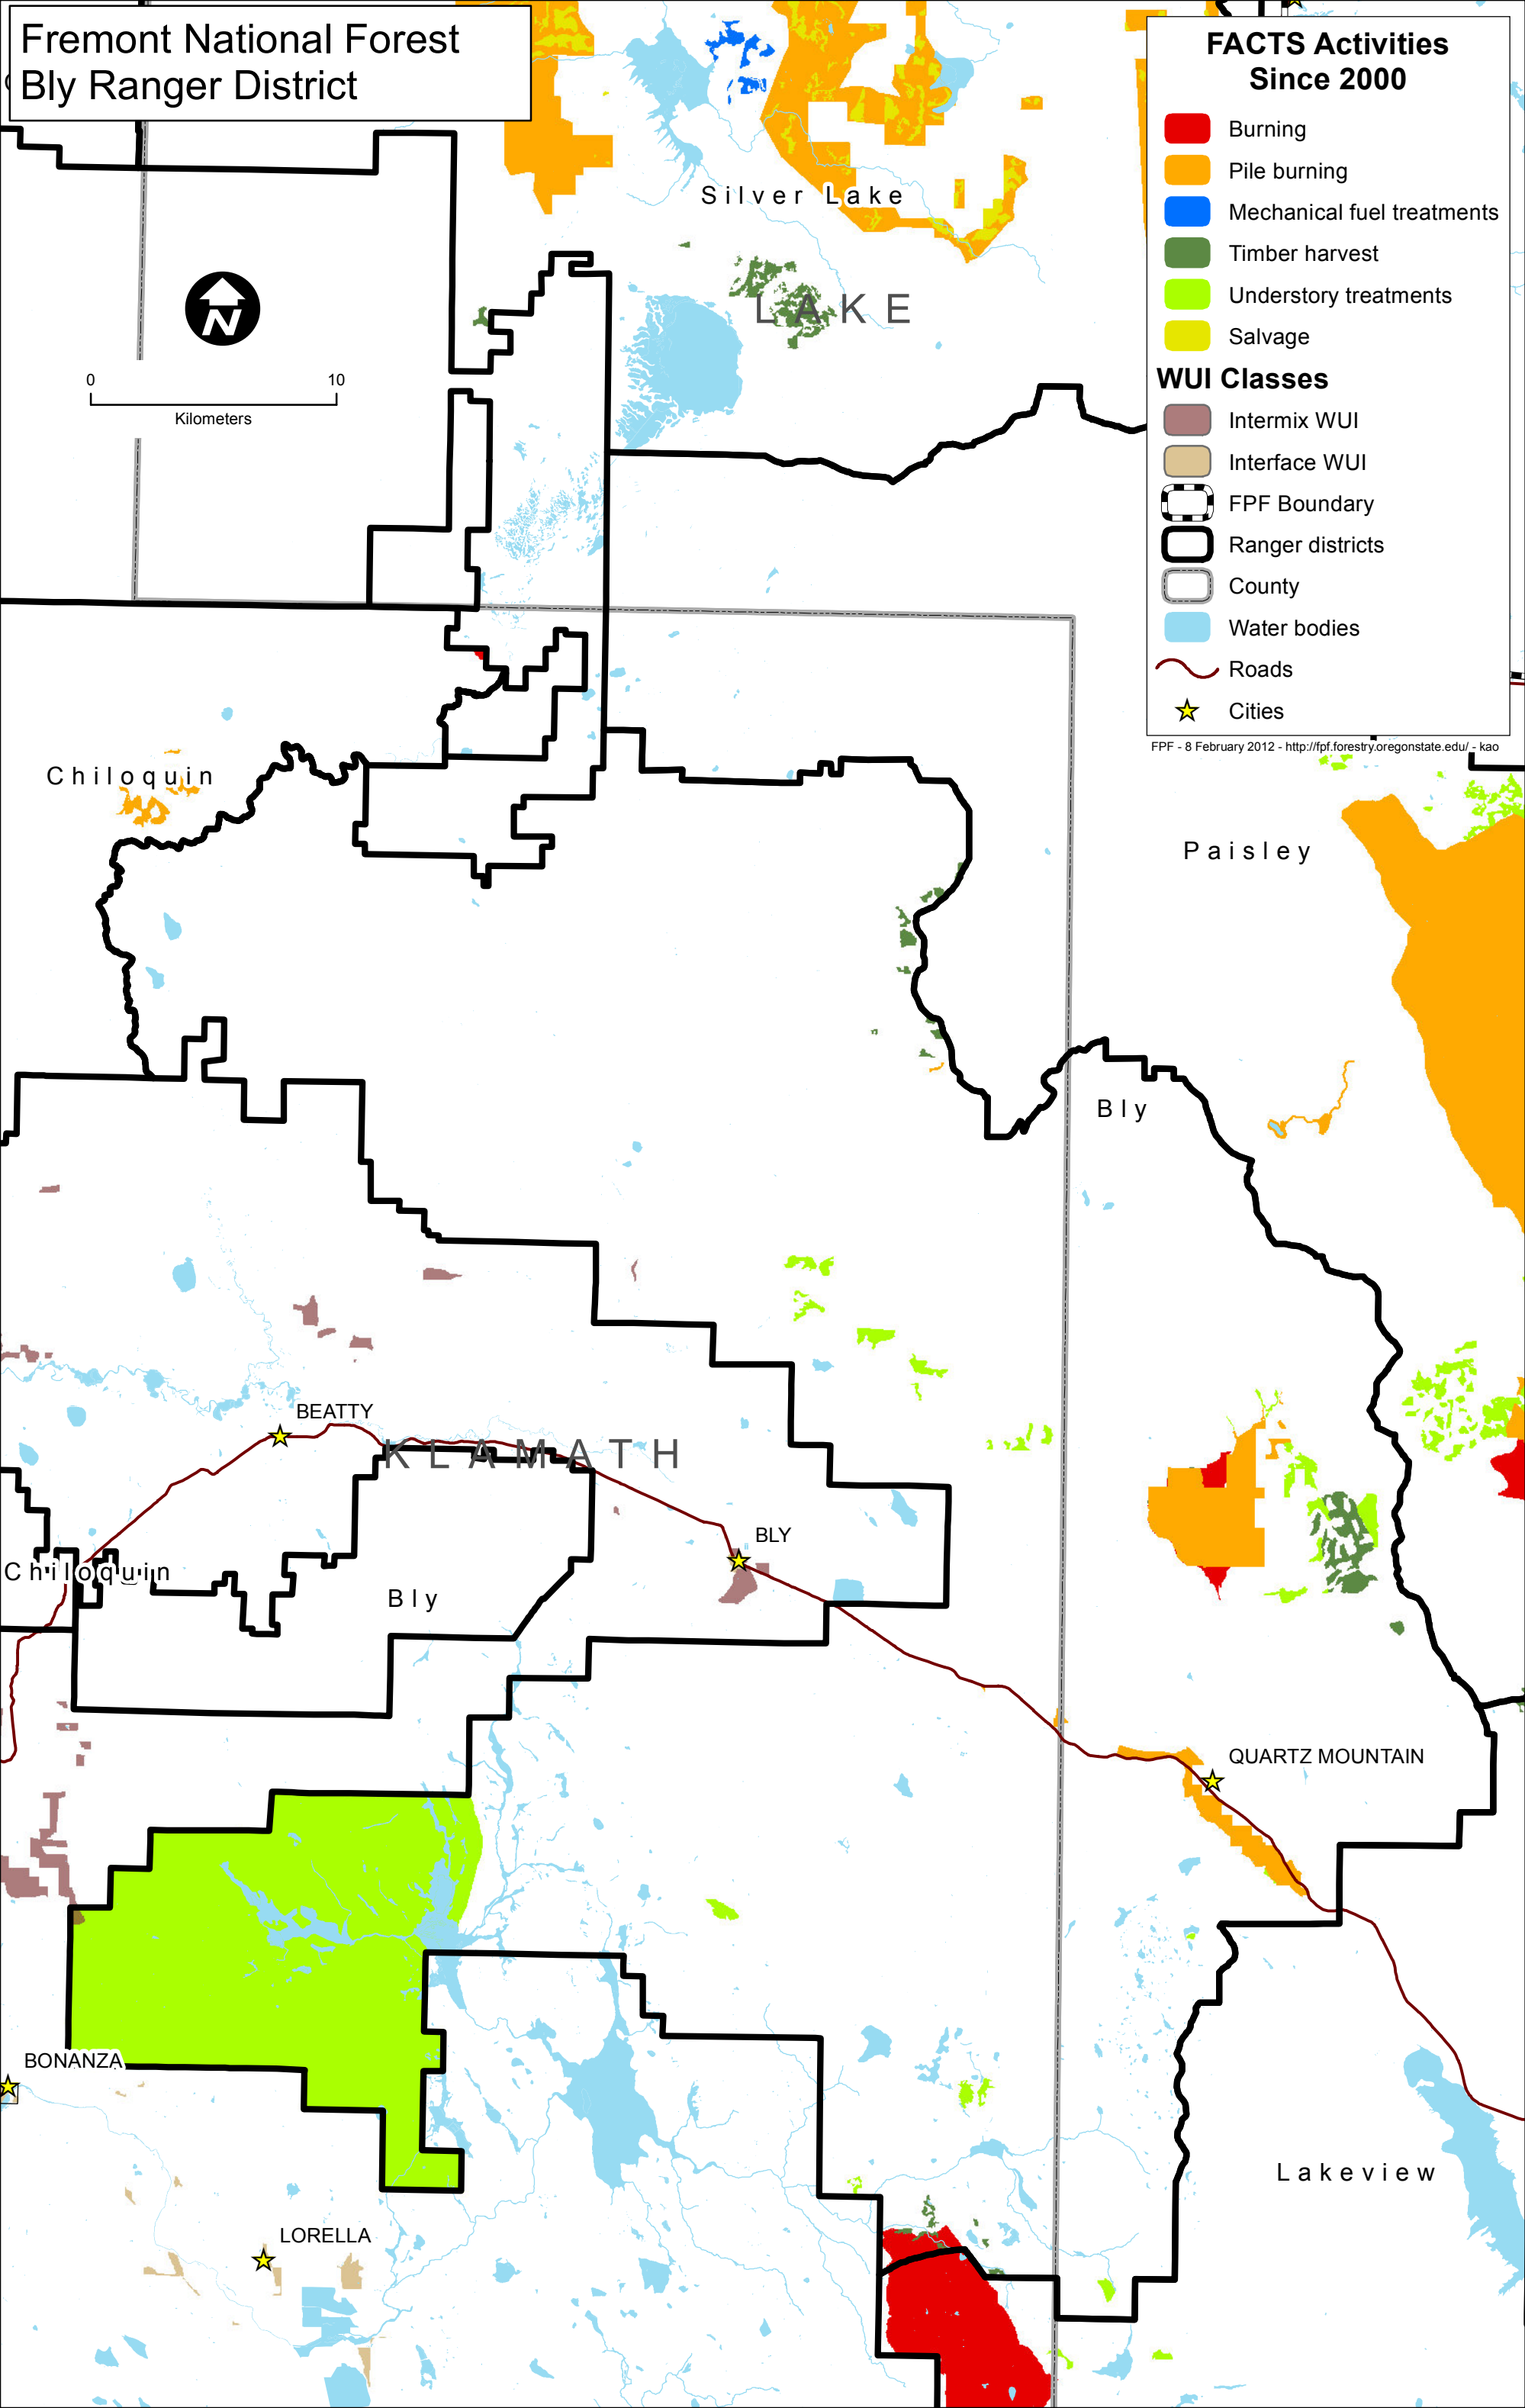 Fremont National Forest
Bly Ranger District
FACTS Activities
Since 2000
Burning
Pile burning
Mechanical fuel treatments
Timber harvest
Understory treatments
Salvage
WUI Classes
Intermix WUI
Interface WUI
FPF Boundary
Ranger districts
County
Water bodies
Roads
Cities
FPF - 8 February 2012 - http://fpf.forestry.oregonstate.edu/ - kao
Silver Lake
LAKE
N
0 10
Kilometers
Chiloquin
Paisley
Bly
BEATTY
KLAMATH
BLY
Chiloquin
Bly
QUARTZ MOUNTAIN
BONANZA
Lakeview
LORELLA